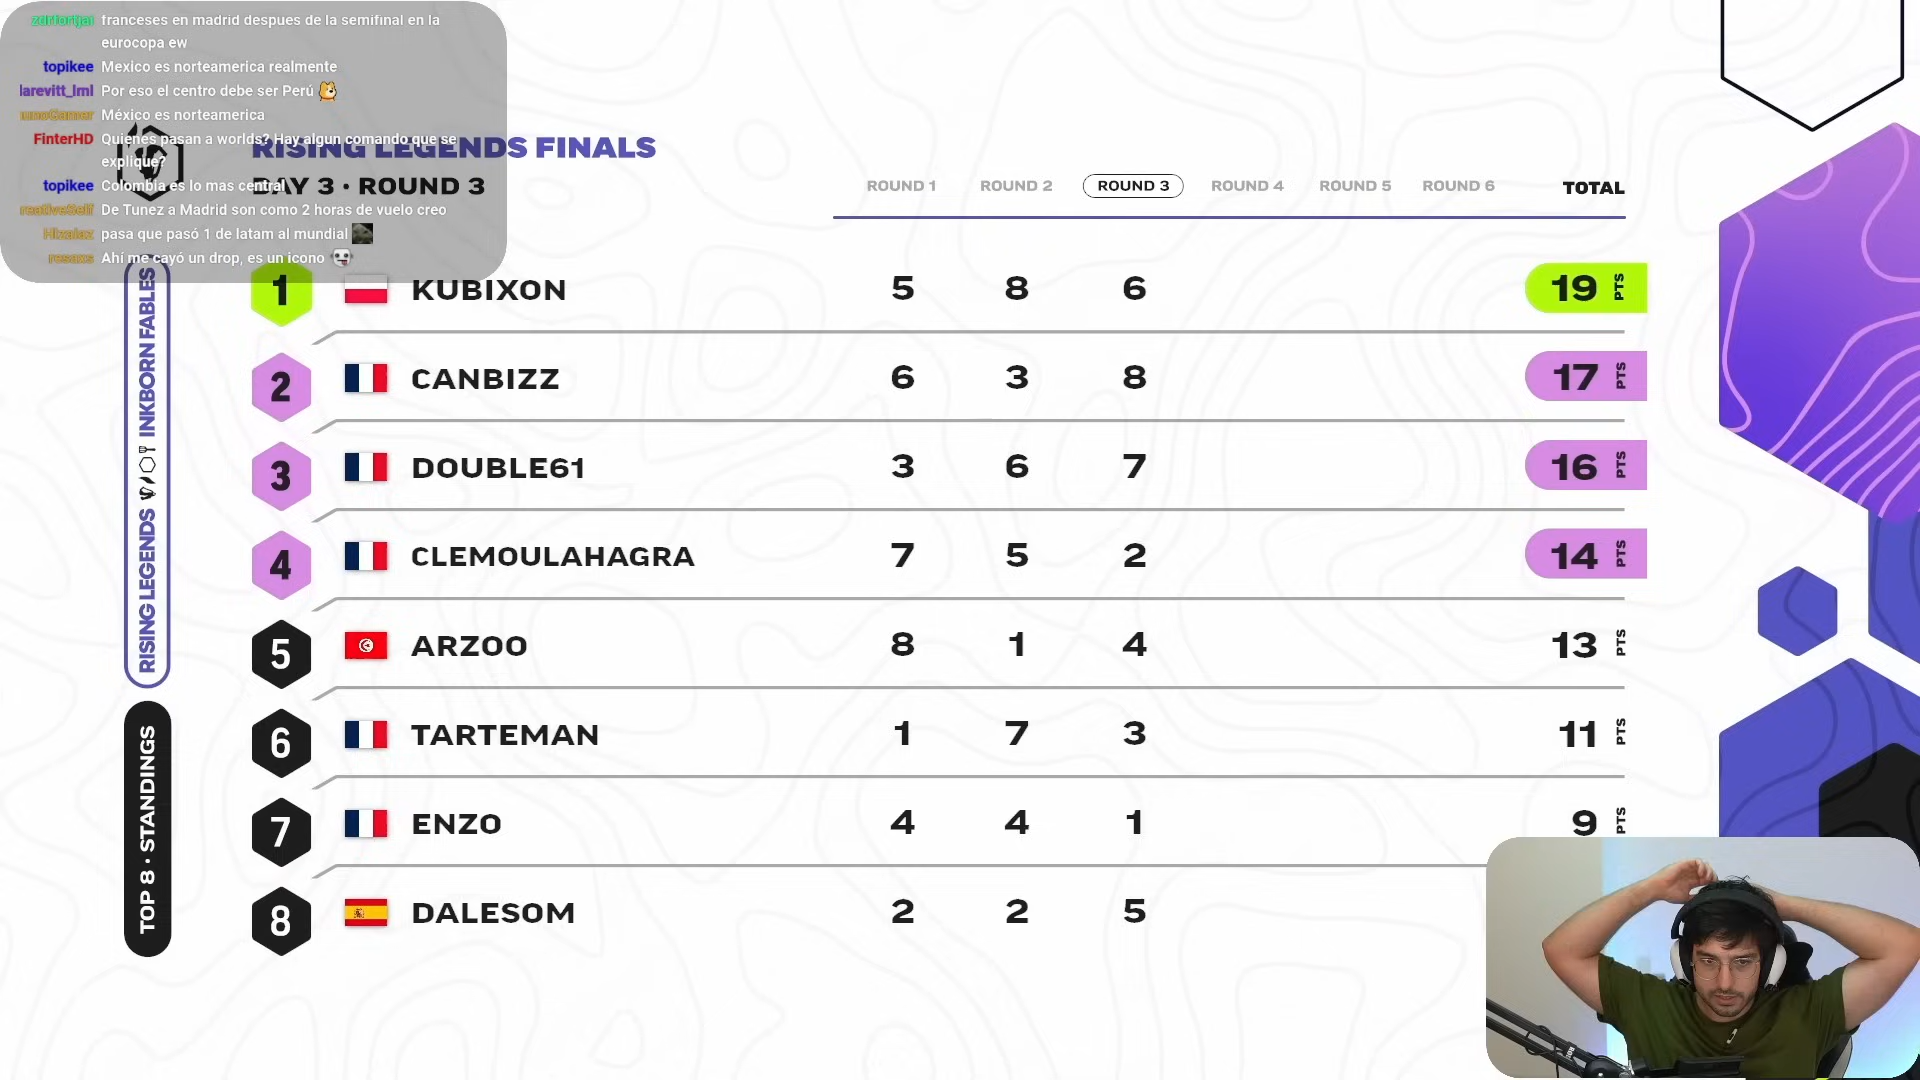 zarfortjai franceses en madrid despues de la semifinal en la
eurocopa ew
topikee Mexico es norteamerica realmente
larevitt_lml Por eso el centro debe ser Perú
México es norteamerica
FinterHD Quienes pasan a worlds? Hay algun comando que se
explique?
topikee Colombia es lo mas central
De Tunez a Madrid son como 2 horas de vuelo creo
pasa que pasó 1 de latam al mundial
Ahí me cayó un drop, es un icono
RISING LEGENDS FINALS
DAY 3 · ROUND 3
ROUND 1 ROUND 2 ROUND 3 ROUND 4 ROUND 5 ROUND 6 TOTAL
1 KUBIXON 5 8 6 19 PTS
2 CANBIZZ 6 3 8 17 PTS
3 DOUBLE61 3 6 7 16 PTS
4 CLEMOULAHAGRA 7 5 2 14 PTS
5 ARZOO 8 1 4 13 PTS
6 TARTEMAN 1 7 3 11 PTS
7 ENZO 4 4 1 9 PTS
8 DALESOM 2 2 5
RISING LEGENDS INKBORN FABLES
TOP 8 · STANDINGS